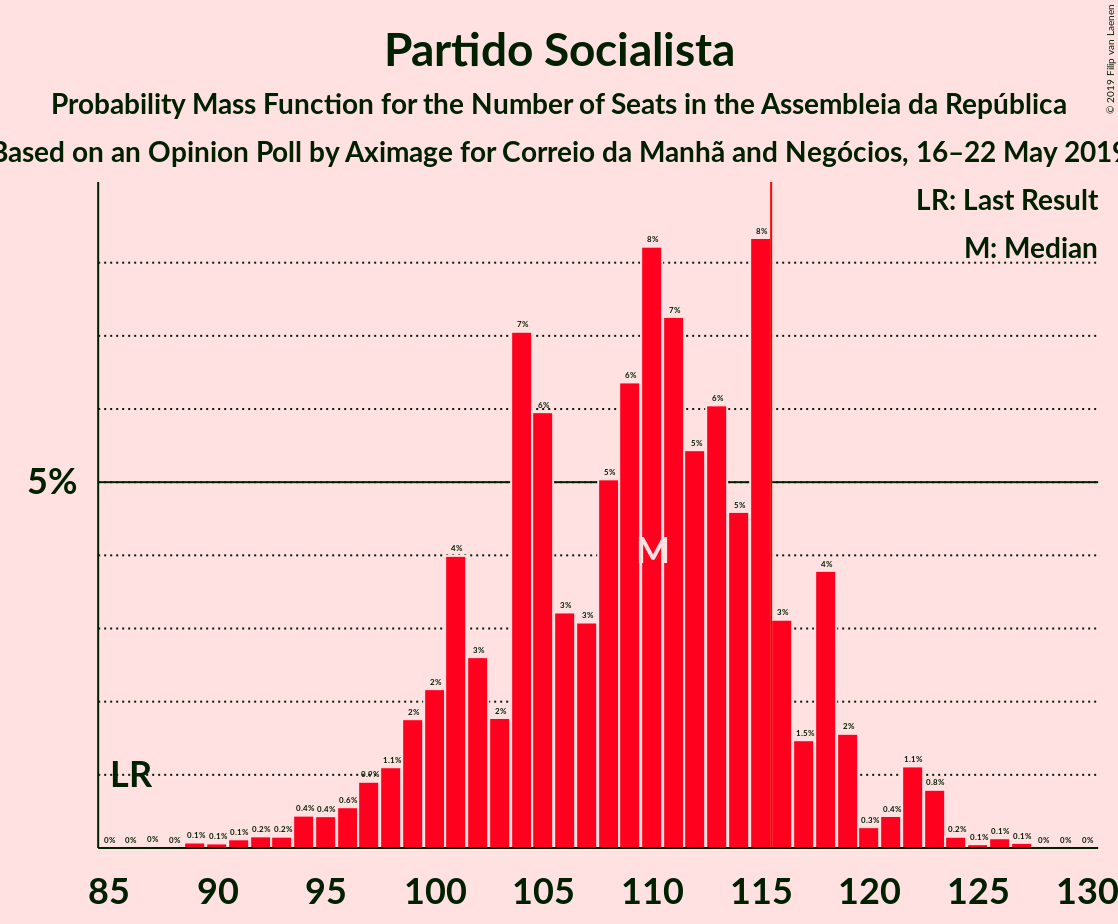 Partido Socialista
Probability Mass Function for the Number of Seats in the Assembleia da República
Based on an Opinion Poll by Aximage for Correio da Manhã and Negócios, 16–22 May 2019
© 2019 Filip van Laenen
LR: Last Result
M: Median
5%
LR
M
0% 0% 0% 0% 0.1% 0.1% 0.1% 0.2% 0.2% 0.4% 0.4% 0.6% 0.9% 1.1% 2% 2% 4% 3% 2% 7% 6% 3% 3% 5% 6% 8% 7% 5% 6% 5% 8% 3% 1.5% 4% 2% 0.3% 0.4% 1.1% 0.8% 0.2% 0.1% 0.1% 0.1% 0% 0% 0%
85 90 95 100 105 110 115 120 125 130